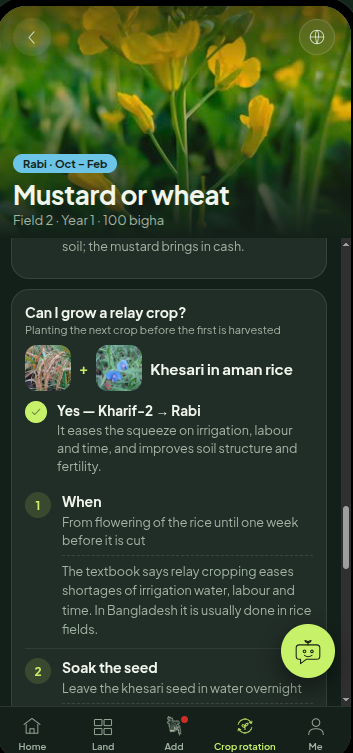 Rabi · Oct – Feb
Mustard or wheat
Field 2 · Year 1 · 100 bigha
soil; the mustard brings in cash.
Can I grow a relay crop?
Planting the next crop before the first is harvested
+ Khesari in aman rice
Yes — Kharif-2 → Rabi
It eases the squeeze on irrigation, labour
and time, and improves soil structure and
fertility.
1 When
From flowering of the rice until one week
before it is cut
The textbook says relay cropping eases
shortages of irrigation water, labour and
time. In Bangladesh it is usually done in rice
fields.
2 Soak the seed
Leave the khesari seed in water overnight
Home Land Add Crop rotation Me